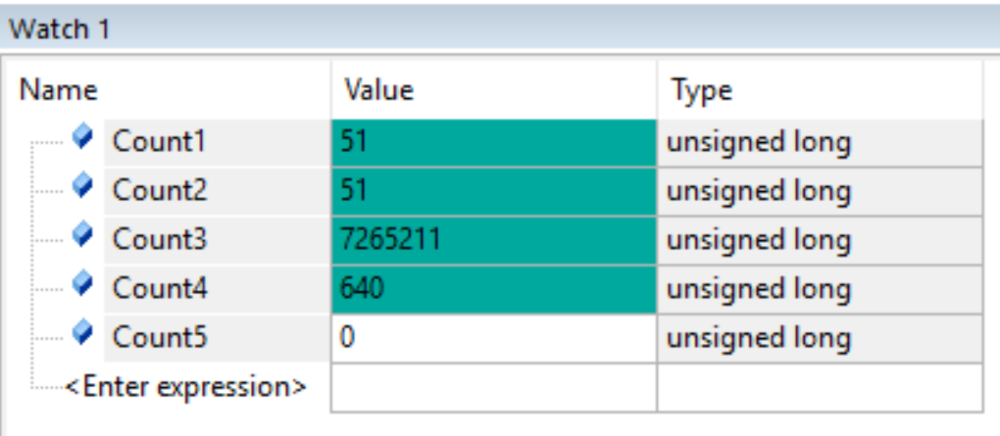 Watch 1
Name Value Type
Count1 51 unsigned long
Count2 51 unsigned long
Count3 7265211 unsigned long
Count4 640 unsigned long
Count5 0 unsigned long
<Enter expression>